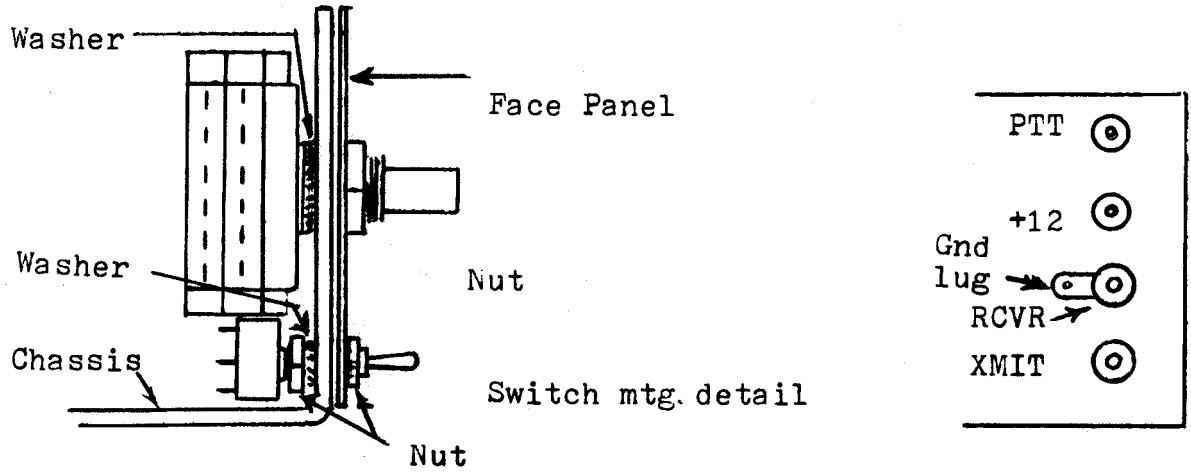 Washer
Face Panel
Washer
Nut
Chassis
Switch mtg. detail
Nut
PTT
+12
Gnd
lug
RCVR
XMIT